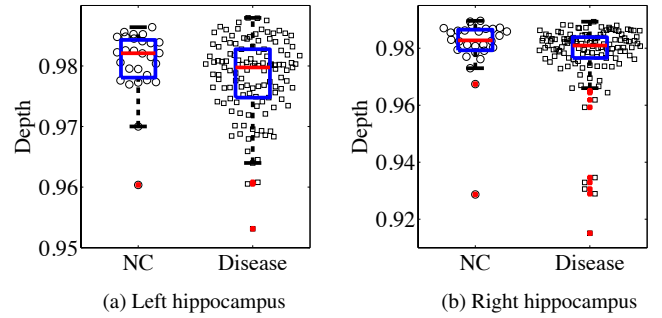 Depth
0.98
0.97
0.96
0.95
NC Disease
(a) Left hippocampus
Depth
0.98
0.96
0.94
0.92
NC Disease
(b) Right hippocampus